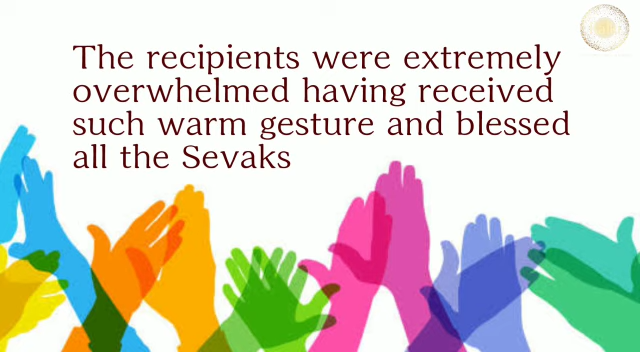 The recipients were extremely
overwhelmed having received
such warm gesture and blessed
all the Sevaks